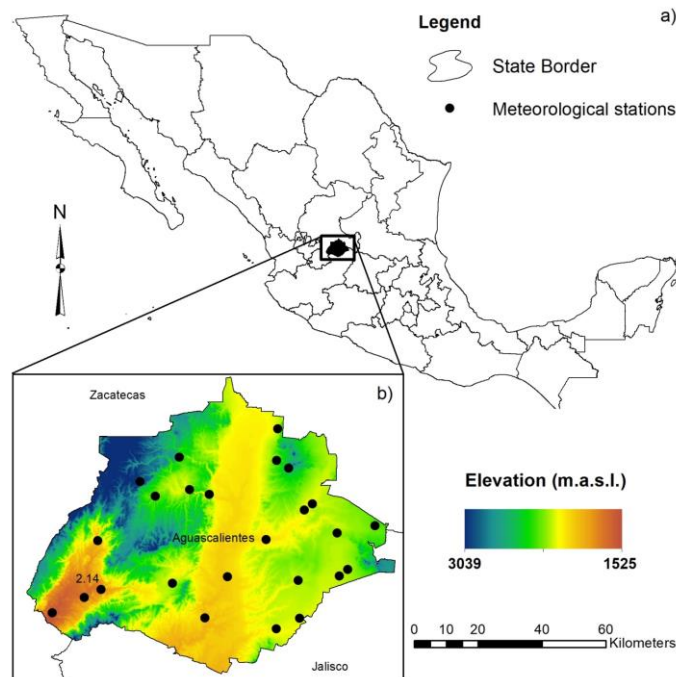 a)
Legend
State Border
Meteorological stations
N
b)
Zacatecas
Aguascalientes
2.14
Jalisco
Elevation (m.a.s.l.)
3039 1525
0 5 10 20 40 60
Kilometers